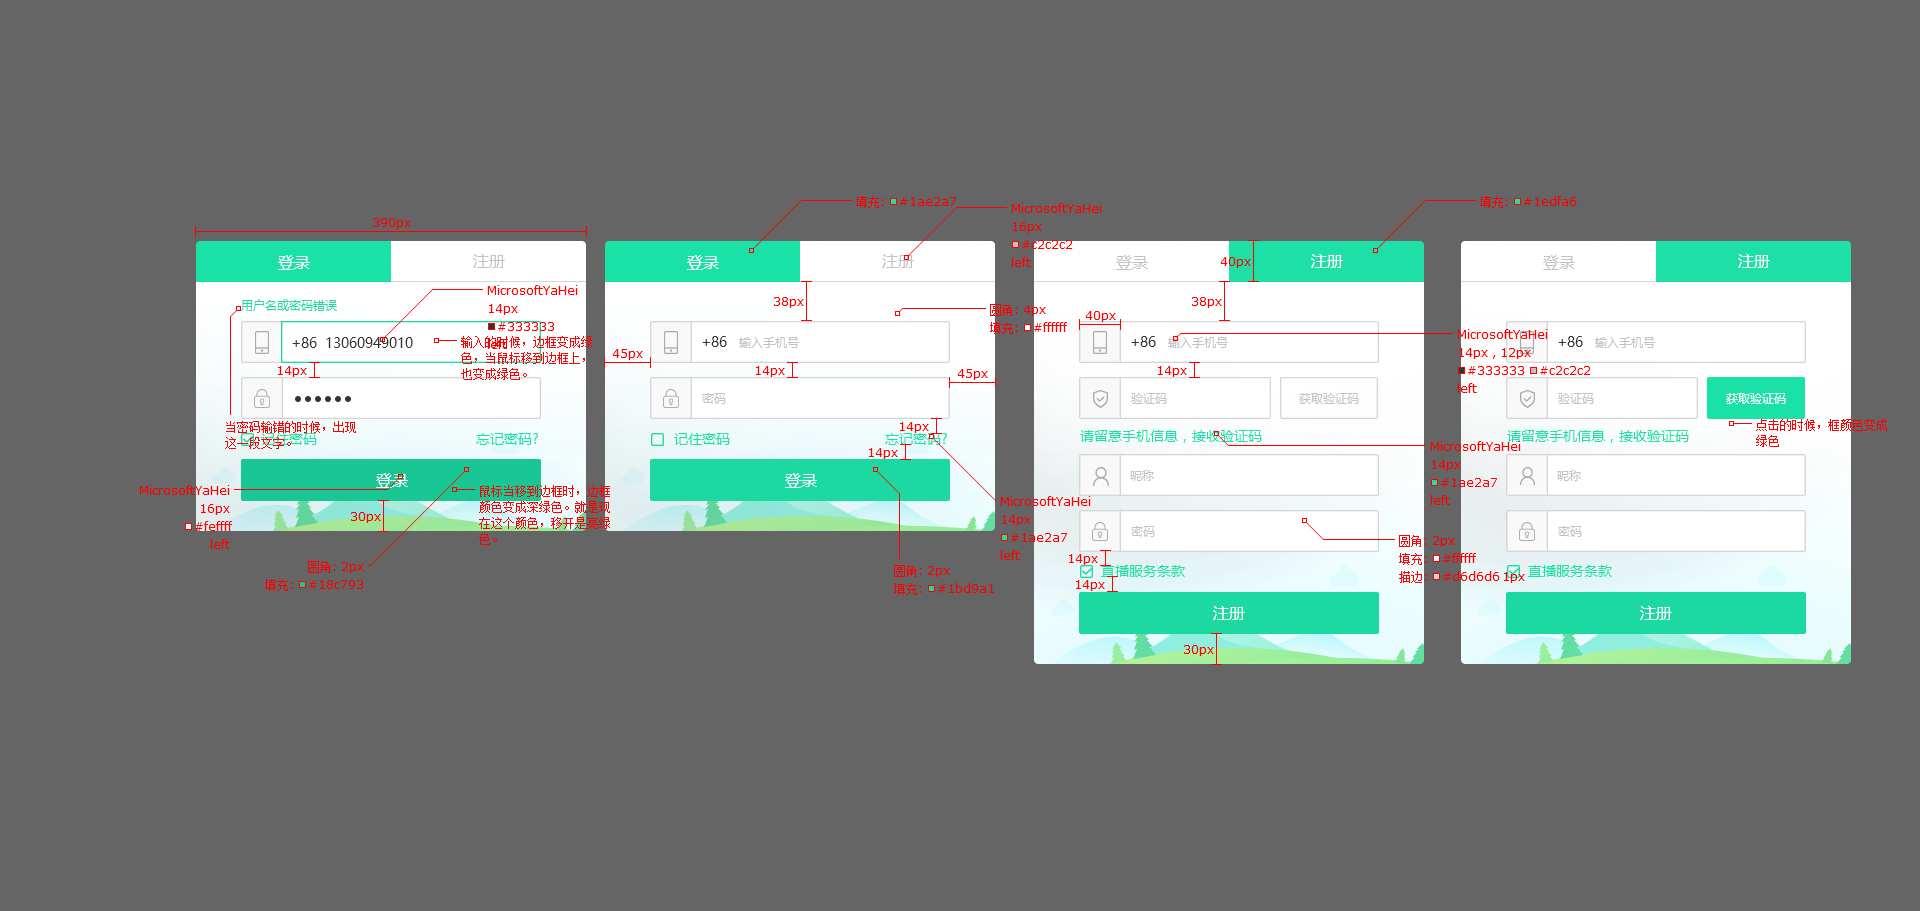 390px
登录
注册
用户名或密码错误
MicrosoftYaHei
14px
#333333
left
+86 13060949010
输入的时候，边框变成绿
色，当鼠标移到边框上，
也变成绿色。
14px
●●●●●●
当密码输错的时候，出现
这一段文字。
记住密码
忘记密码?
登录
MicrosoftYaHei
16px
#feffff
left
鼠标当移到边框时，边框
颜色变成深绿色。就是现
在这个颜色，移开是亮绿
色。
30px
圆角: 2px
填充: #18c793
填充: #1ae2a7
MicrosoftYaHei
16px
#c2c2c2
left
登录
注册
38px
圆角: 4px
填充: #ffffff
+86 输入手机号
45px
14px
45px
密码
14px
记住密码
忘记密码?
14px
登录
MicrosoftYaHei
14px
#1ae2a7
left
圆角: 2px
填充: #1bd9a1
填充: #1edfa6
登录
40px
注册
38px
40px
+86 输入手机号
MicrosoftYaHei
14px , 12px
#333333 #c2c2c2
left
14px
验证码
获取验证码
请留意手机信息，接收验证码
MicrosoftYaHei
14px
#1ae2a7
left
昵称
密码
圆角: 2px
填充: #ffffff
描边: #d6d6d6 1px
14px
直播服务条款
14px
注册
30px
登录
注册
+86 输入手机号
验证码
获取验证码
点击的时候，框颜色变成
绿色
请留意手机信息，接收验证码
昵称
密码
直播服务条款
注册